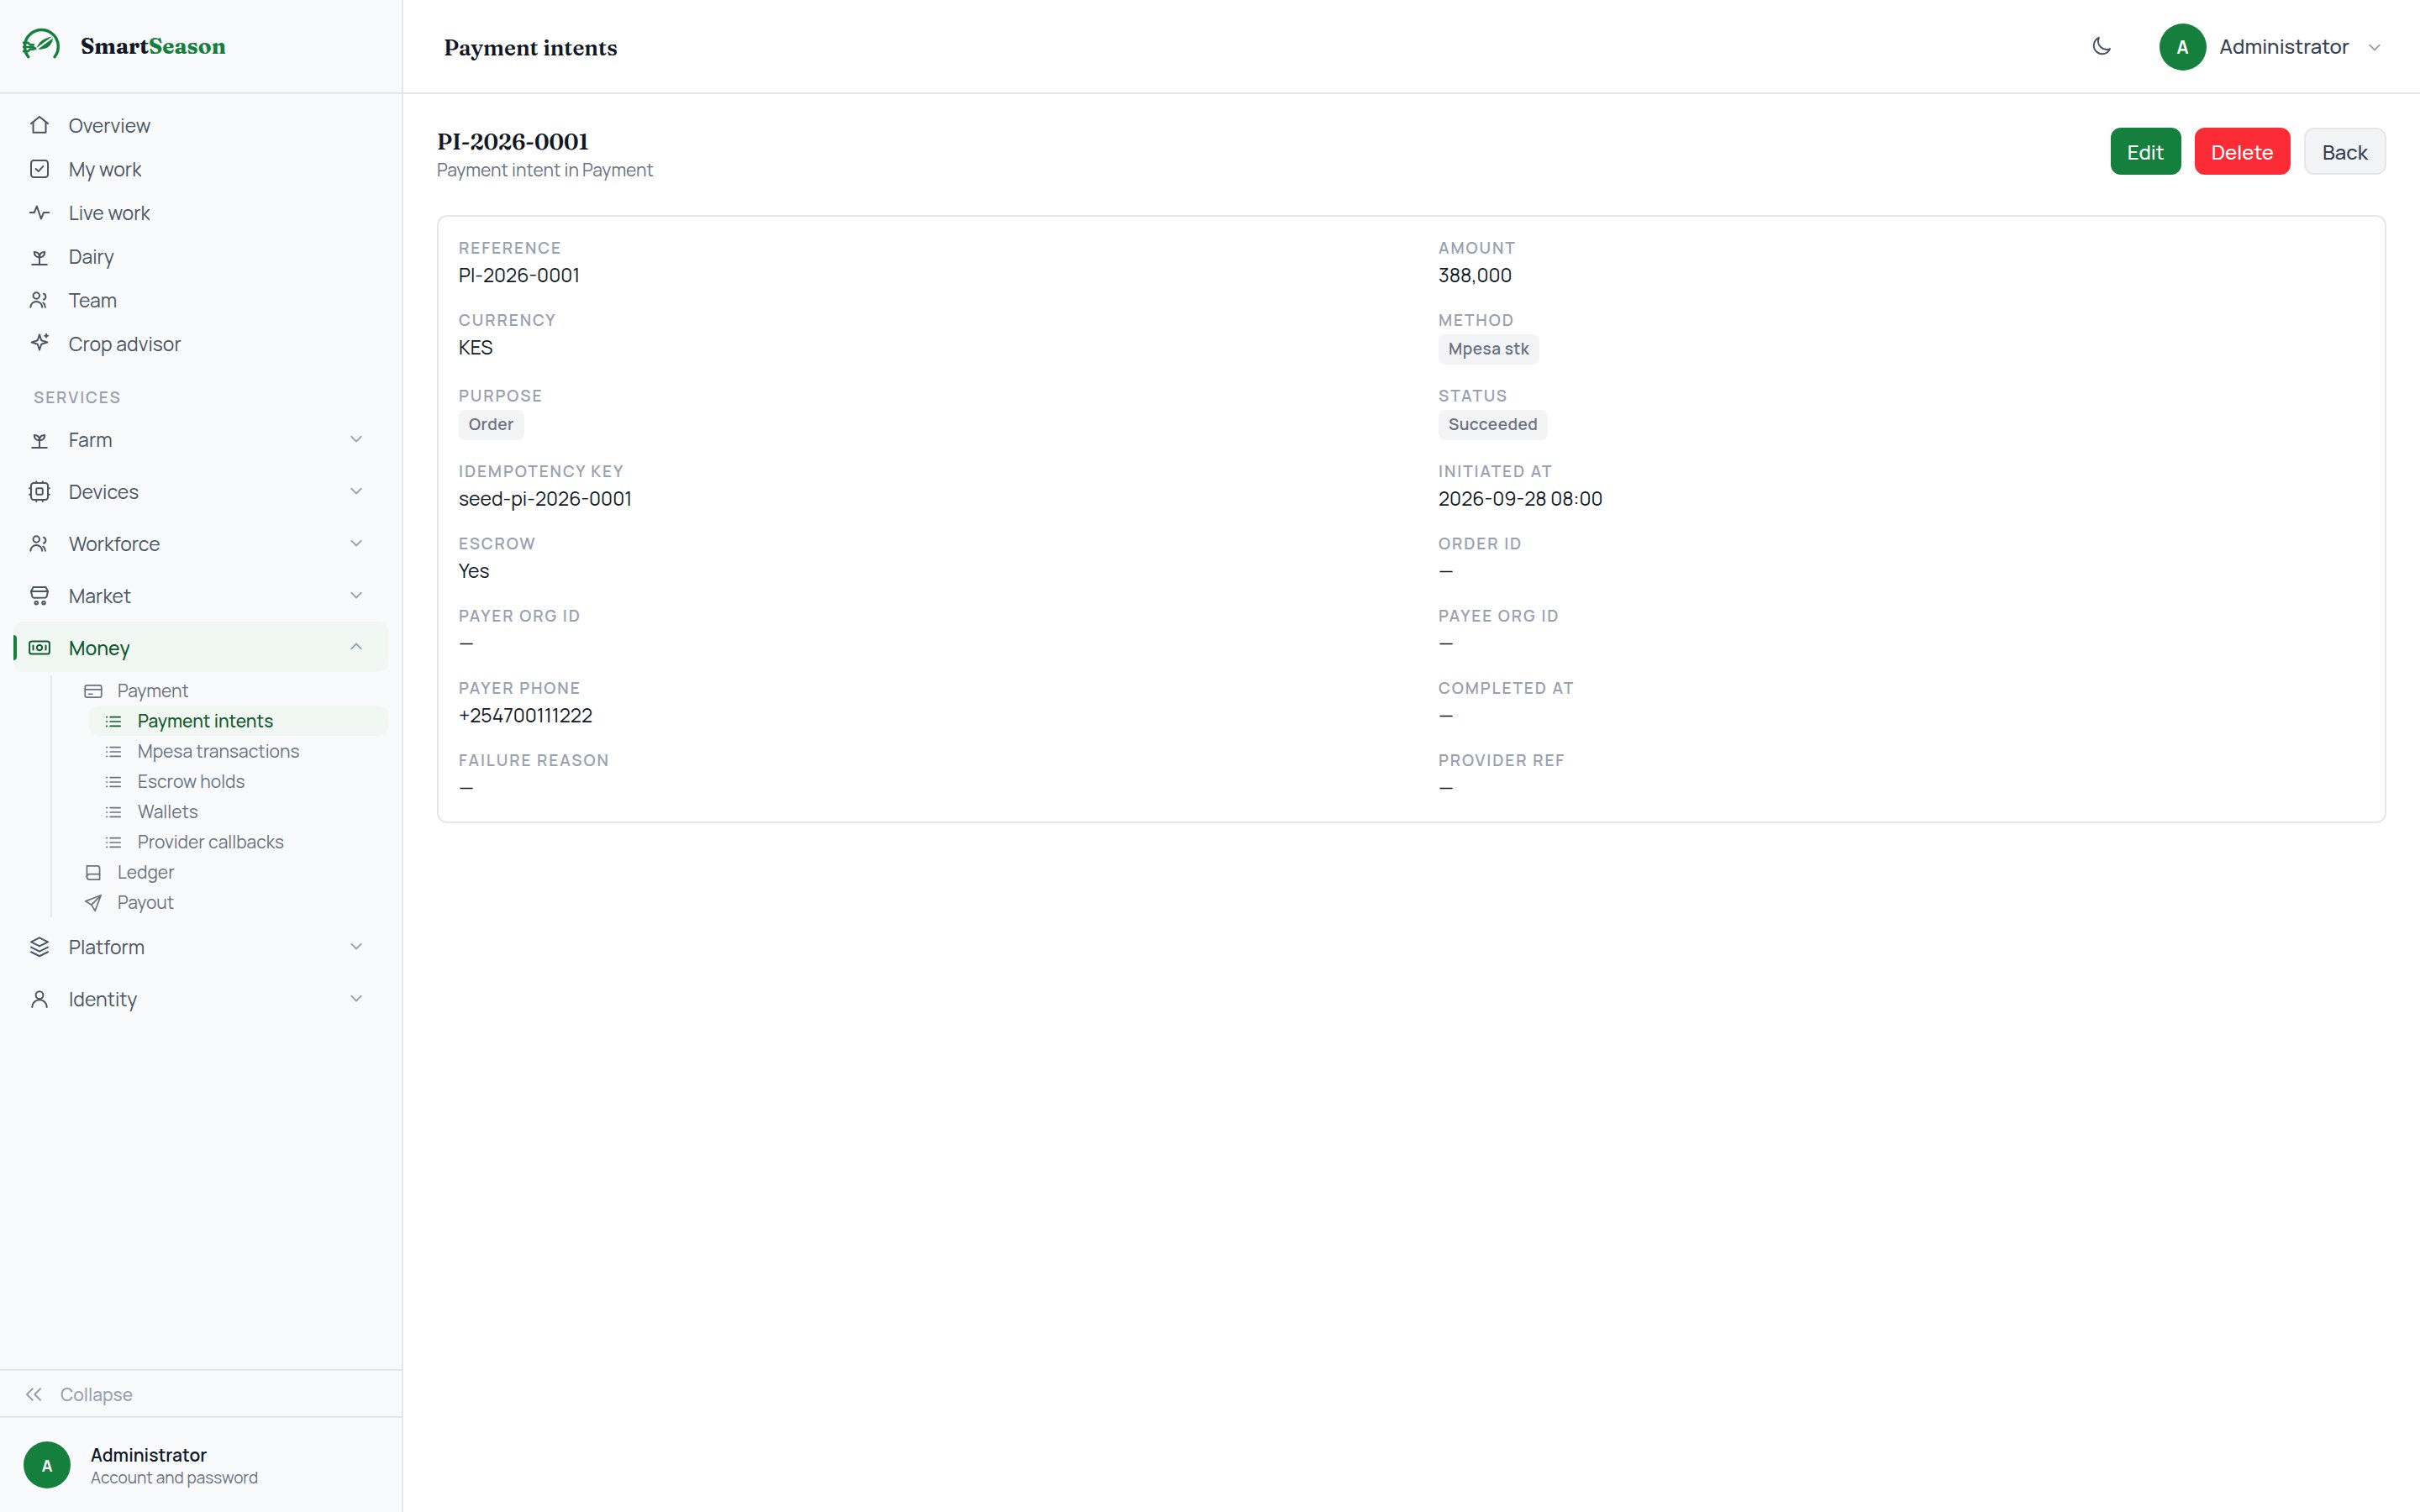 SmartSeason
Payment intents
A
Administrator
Overview
My work
Live work
Dairy
Team
Crop advisor
SERVICES
Farm
Devices
Workforce
Market
Money
Payment
Payment intents
Mpesa transactions
Escrow holds
Wallets
Provider callbacks
Ledger
Payout
Platform
Identity
Collapse
A
Administrator
Account and password
PI-2026-0001
Payment intent in Payment
Edit
Delete
Back
REFERENCE
PI-2026-0001
AMOUNT
388,000
CURRENCY
KES
METHOD
Mpesa stk
PURPOSE
Order
STATUS
Succeeded
IDEMPOTENCY KEY
seed-pi-2026-0001
INITIATED AT
2026-09-28 08:00
ESCROW
Yes
ORDER ID
—
PAYER ORG ID
—
PAYEE ORG ID
—
PAYER PHONE
+254700111222
COMPLETED AT
—
FAILURE REASON
—
PROVIDER REF
—